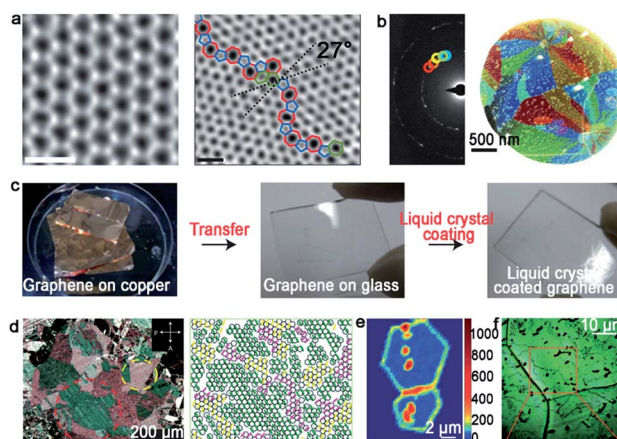 a
27°
b
500 nm
c
Transfer
Liquid crystal
coating
Graphene on copper
Graphene on glass
Liquid crystal
coated graphene
d
P
A
200 μm
e
1000
800
600
400
200
0
2 μm
f
10 μm